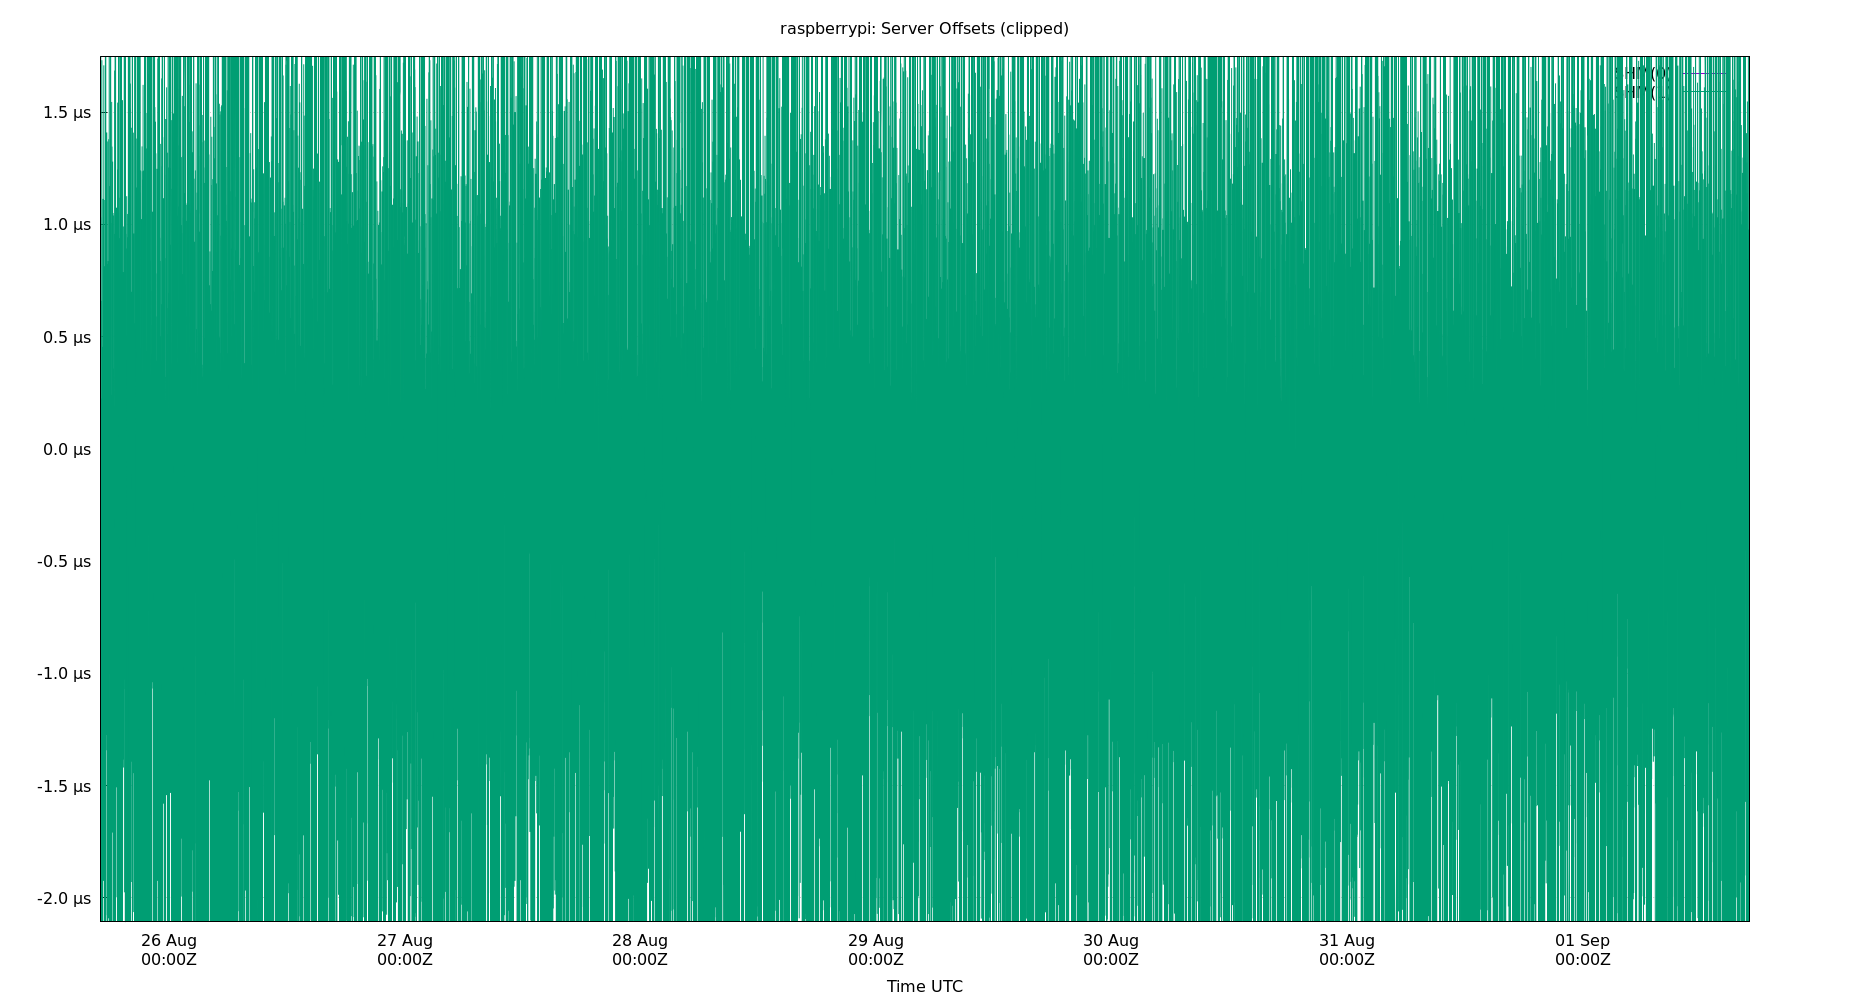 raspberrypi: Server Offsets (clipped)
1.5 µs
1.0 µs
0.5 µs
0.0 µs
-0.5 µs
-1.0 µs
-1.5 µs
-2.0 µs
26 Aug 27 Aug 28 Aug 29 Aug 30 Aug 31 Aug 01 Sep
00:00Z 00:00Z 00:00Z 00:00Z 00:00Z 00:00Z 00:00Z
Time UTC